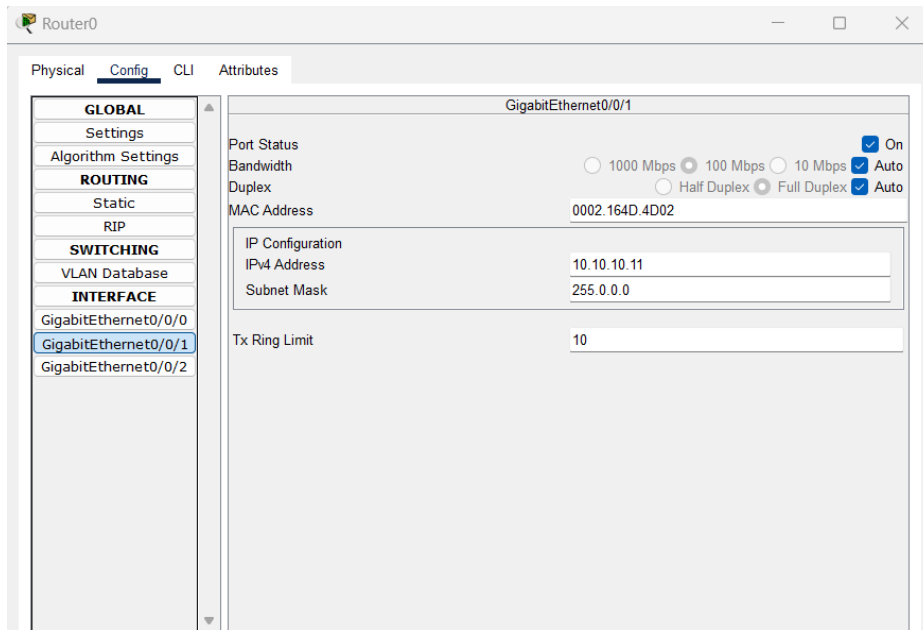 Router0
Physical Config CLI Attributes
GLOBAL
Settings
Algorithm Settings
ROUTING
Static
RIP
SWITCHING
VLAN Database
INTERFACE
GigabitEthernet0/0/0
GigabitEthernet0/0/1
GigabitEthernet0/0/2
GigabitEthernet0/0/1
Port Status On
Bandwidth 1000 Mbps 100 Mbps 10 Mbps Auto
Duplex Half Duplex Full Duplex Auto
MAC Address 0002.164D.4D02
IP Configuration
IPv4 Address 10.10.10.11
Subnet Mask 255.0.0.0
Tx Ring Limit 10